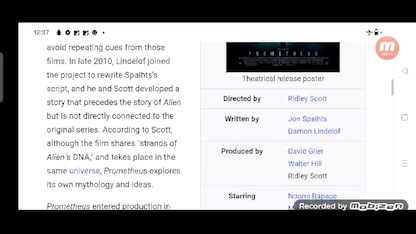 12:37
avoid repeating cues from those
films. In late 2010, Lindelof joined
the project to rewrite Spaihts's
script, and he and Scott developed a
story that precedes the story of Alien
but is not directly connected to the
original series. According to Scott,
although the film shares "strands of
Alien's DNA," and takes place in the
same universe, Prometheus explores
its own mythology and ideas.
Prometheus entered production in
PROMETHEUS
Theatrical release poster
Directed by Ridley Scott
Written by Jon Spaihts
Damon Lindelof
Produced by David Giler
Walter Hill
Ridley Scott
Starring Noomi Rapace
Recorded by mobizen